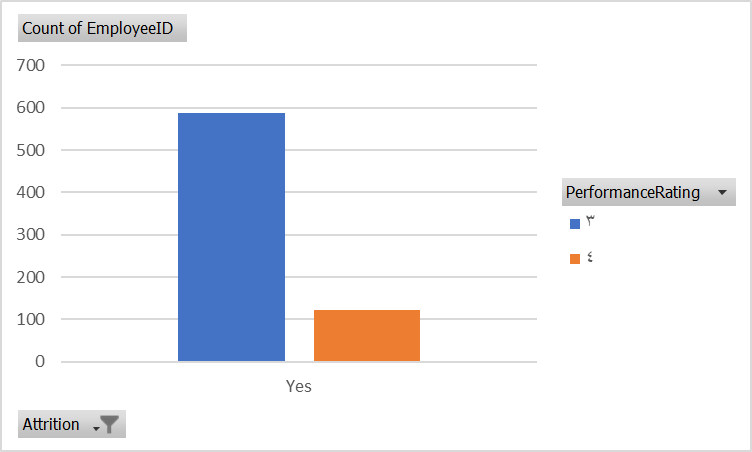 Count of EmployeeID
700
600
500
400
300
200
100
0
Yes
PerformanceRating
٣
٤
Attrition